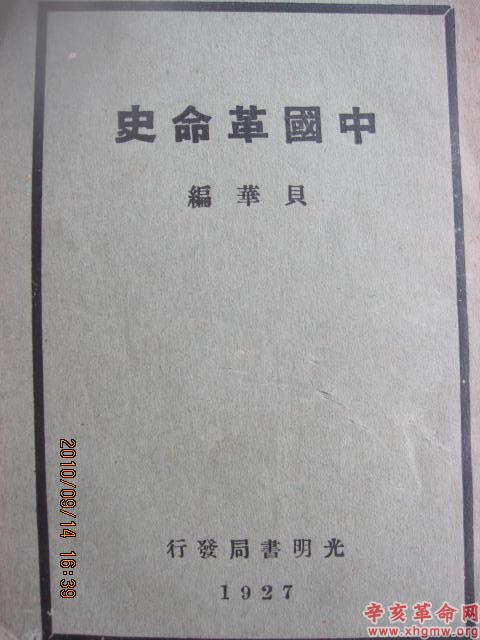 中國革命史
貝華編
光明書局發行
1927
2010/09/14 16:39
辛亥革命网
www.xhgmw.org